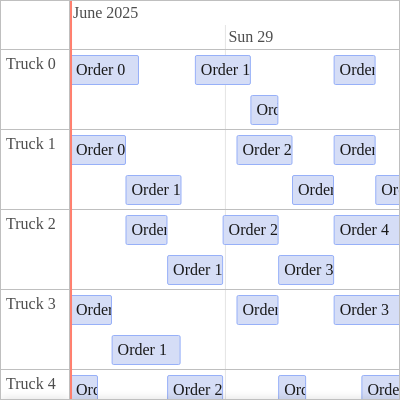 June 2025
Sun 29
Truck 0
Order 0
Order 1
Order
Ord
Truck 1
Order 0
Order 2
Order
Order 1
Order
Or
Truck 2
Order
Order 2
Order 4
Order 1
Order 3
Truck 3
Order
Order
Order 3
Order 1
Truck 4
Ord
Order 2
Ord
Orde